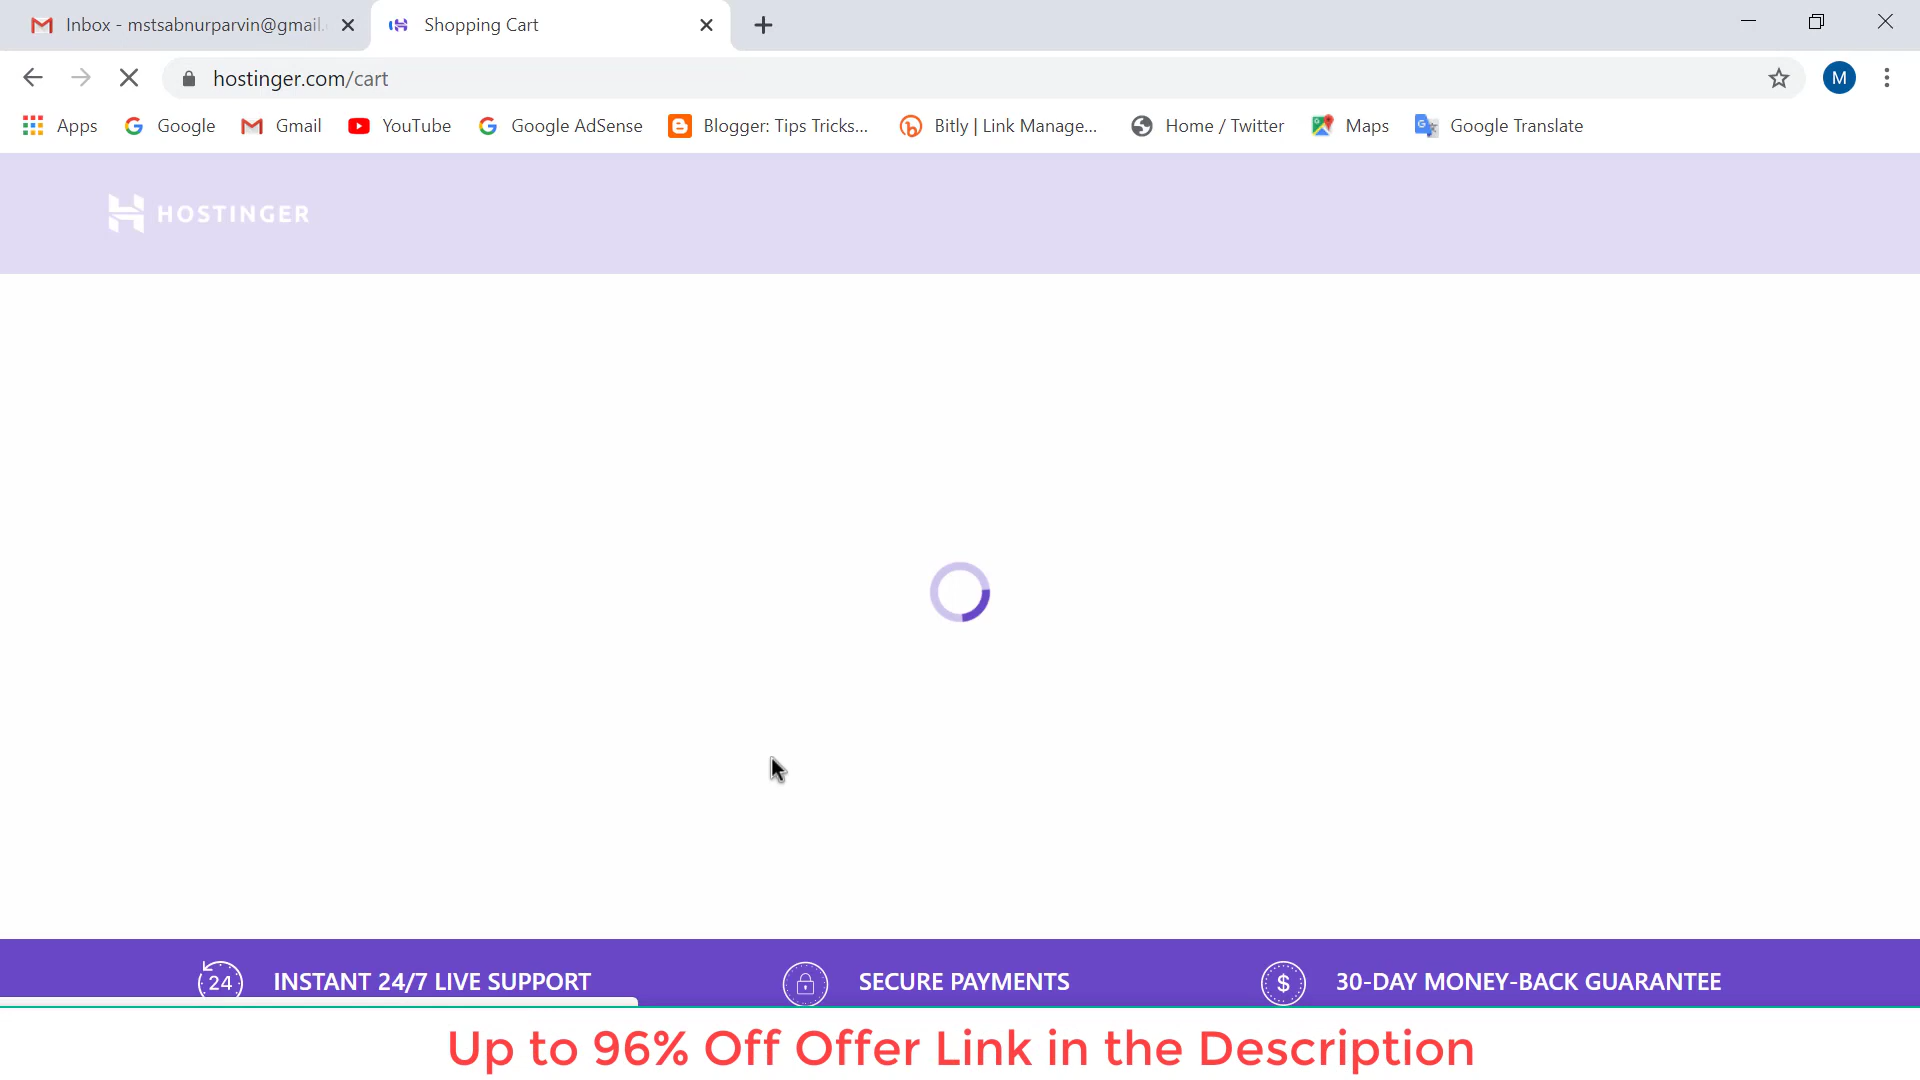 Inbox - mstsabnurparvin@gmail.
Shopping Cart
hostinger.com/cart
M
Apps
Google
Gmail
YouTube
Google AdSense
Blogger: Tips Tricks...
Bitly | Link Manage...
Home / Twitter
Maps
Google Translate
HOSTINGER
24 INSTANT 24/7 LIVE SUPPORT
SECURE PAYMENTS
$ 30-DAY MONEY-BACK GUARANTEE
Up to 96% Off Offer Link in the Description